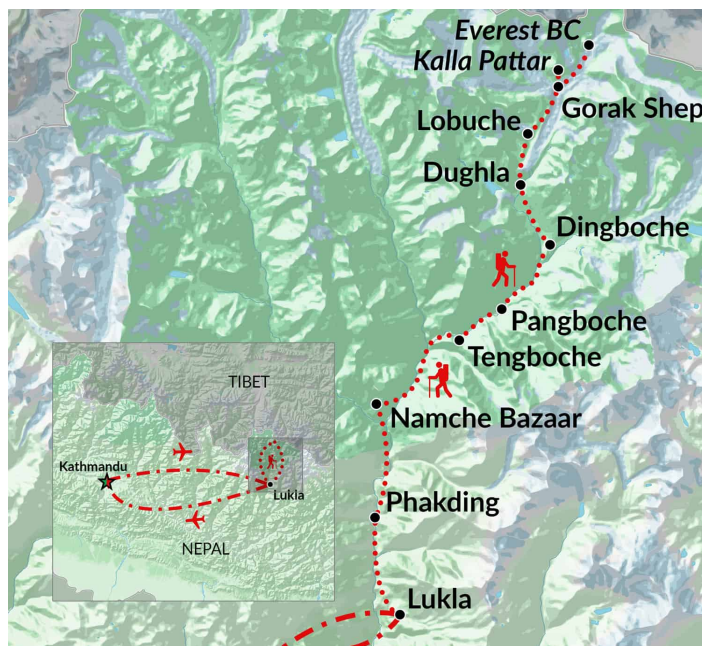 Everest BC
Kalla Pattar
Gorak Shep
Lobuche
Dughla
Dingboche
Pangboche
Tengboche
Namche Bazaar
Phakding
Lukla
TIBET
Kathmandu
Lukla
NEPAL